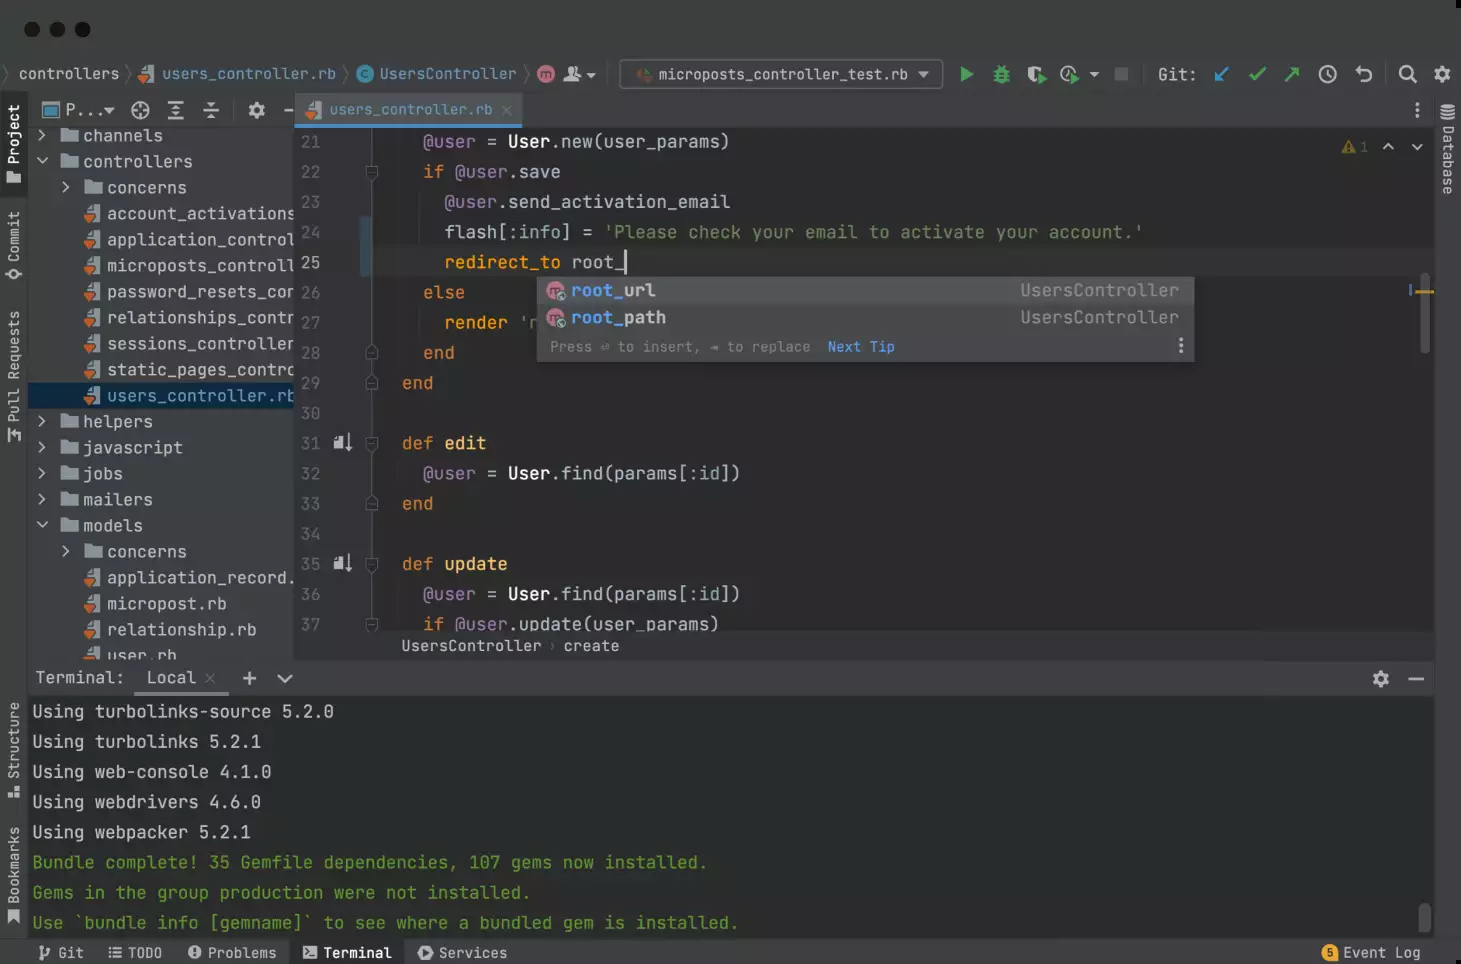 controllers users_controller.rb UsersController microposts_controller_test.rb Git:
Project
P...
users_controller.rb
channels
controllers
concerns
account_activations
application_control
microposts_controll
password_resets_cor
relationships_contr
sessions_controller
static_pages_contro
users_controller.rb
helpers
javascript
jobs
mailers
models
concerns
application_record.
micropost.rb
relationship.rb
user.rb
Commit
Pull Requests
Structure
Bookmarks
Database
1
21 @user = User.new(user_params)
22 if @user.save
23 @user.send_activation_email
24 flash[:info] = 'Please check your email to activate your account.'
25 redirect_to root_
26 else
27 render 'n
28 end
29 end
30
31 def edit
32 @user = User.find(params[:id])
33 end
34
35 def update
36 @user = User.find(params[:id])
37 if @user.update(user_params)
root_url UsersController
root_path UsersController
Press ⏎ to insert, ⇥ to replace Next Tip
UsersController › create
Terminal: Local
Using turbolinks-source 5.2.0
Using turbolinks 5.2.1
Using web-console 4.1.0
Using webdrivers 4.6.0
Using webpacker 5.2.1
Bundle complete! 35 Gemfile dependencies, 107 gems now installed.
Gems in the group production were not installed.
Use `bundle info [gemname]` to see where a bundled gem is installed.
Git TODO Problems Terminal Services 5 Event Log